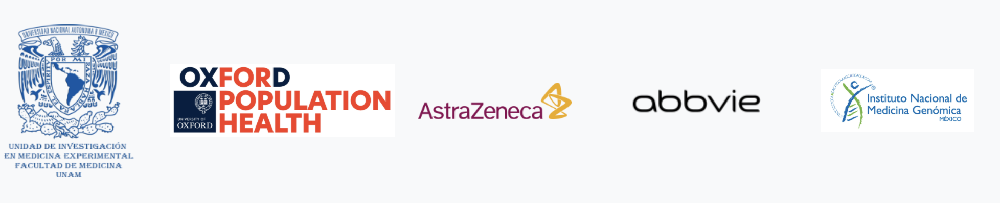 UNIVERSIDAD NACIONAL AUTONOMA D MEXICO
POR MI RAZA HABLARA EL ESPIRITU
UNIDAD DE INVESTIGACIÓN
EN MEDICINA EXPERIMENTAL
FACULTAD DE MEDICINA
UNAM
OXFORD
POPULATION
HEALTH
UNIVERSITY OF
OXFORD
AstraZeneca
abbvie
Instituto Nacional de
Medicina Genómica
MÉXICO